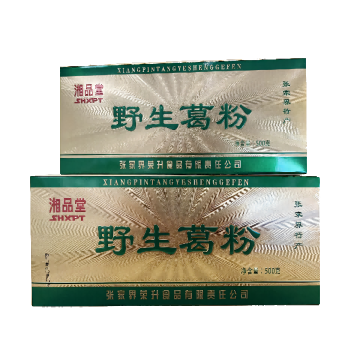 XIANGPINTANGYESHENGGEFEN
湘品堂
SHXPT
野生葛粉
张家界特产
净含量:500克
张家界莱升食品有限责任公司
XIANGPINTANGYESHENGGEFEN
湘品堂
SHXPT
野生葛粉
张家界特产
净含量:500克
张家界莱升食品有限责任公司